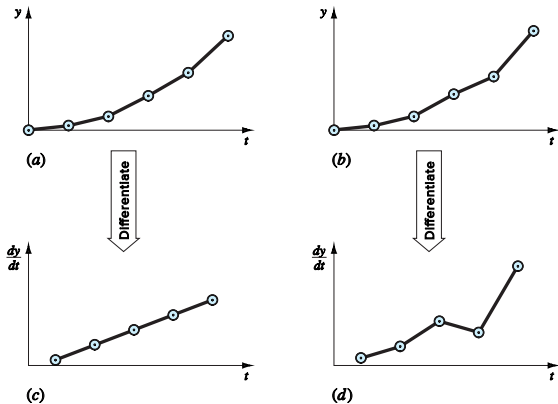 y
t
(a)
y
t
(b)
Differentiate
Differentiate
dy
dt
t
(c)
dy
dt
t
(d)